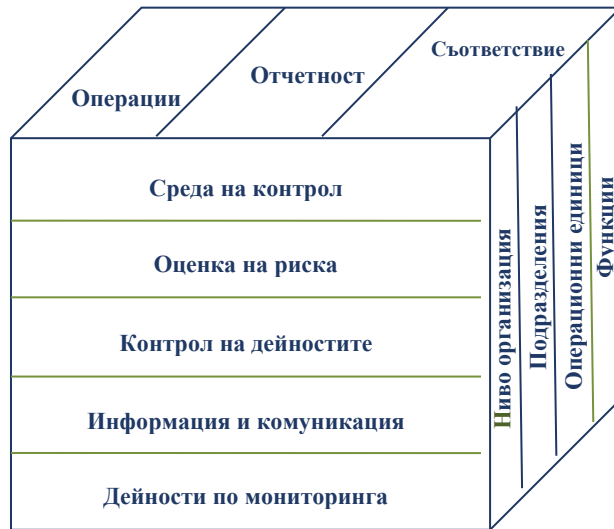 Операции
Отчетност
Съответствие
Среда на контрол
Оценка на риска
Контрол на дейностите
Информация и комуникация
Дейности по мониторинга
Ниво организация
Подразделения
Операционни единици
Функции